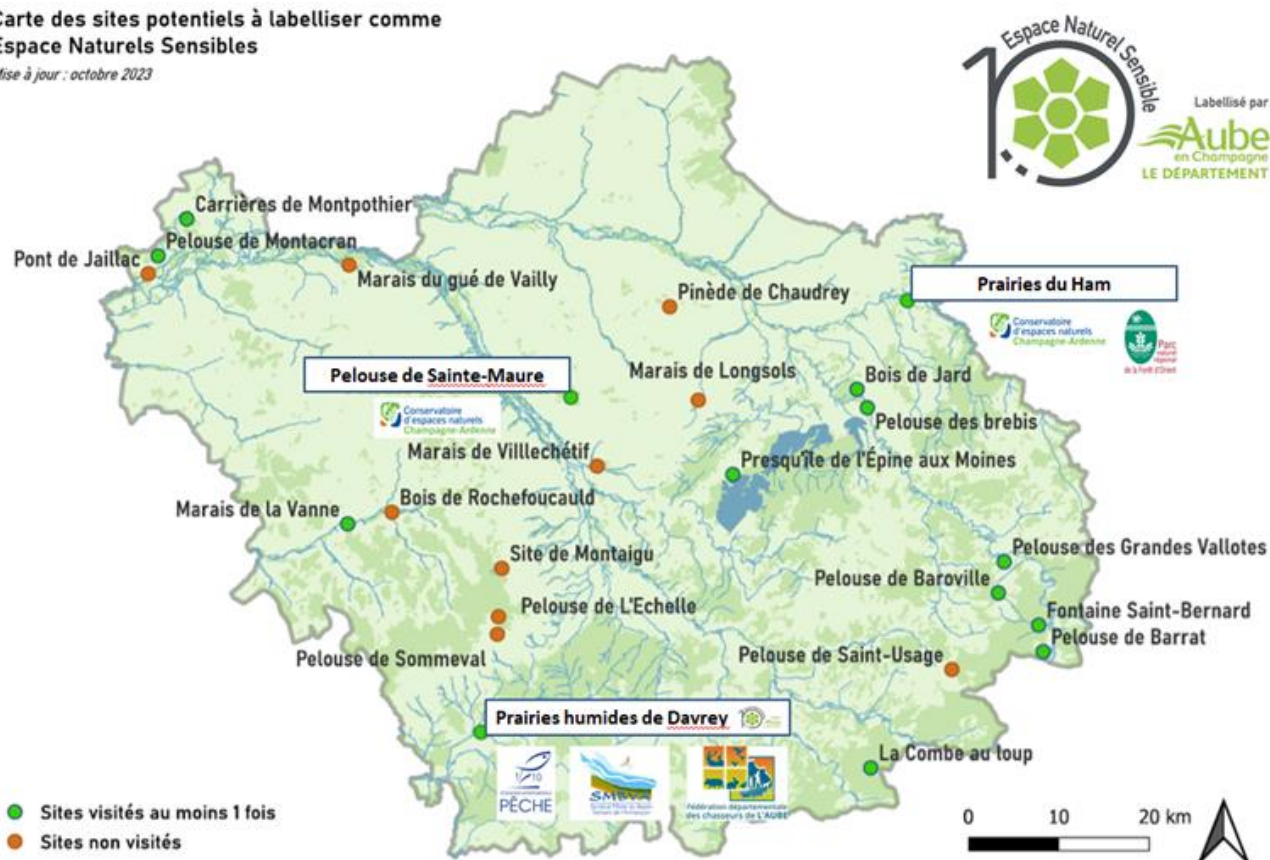 Carte des sites potentiels à labelliser comme
Espace Naturels Sensibles
Mise à jour : octobre 2023
10
Espace Naturel Sensible
Labellisé par
Aube
en Champagne
LE DÉPARTEMENT
Carrières de Montpothier
Pelouse de Montacran
Pont de Jaillac
Marais du gué de Vailly
Pinède de Chaudrey
Prairies du Ham
Conservatoire
d'espaces naturels
Champagne-Ardenne
Parc
naturel
régional
de la Forêt d'Orient
Pelouse de Sainte-Maure
Conservatoire
d'espaces naturels
Champagne-Ardenne
Marais de Longsols
Bois de Jard
Pelouse des brebis
Marais de Villlechétif
Presqu'île de l'Épine aux Moines
Bois de Rochefoucauld
Marais de la Vanne
Site de Montaigu
Pelouse des Grandes Vallotes
Pelouse de Baroville
Pelouse de L'Echelle
Fontaine Saint-Bernard
Pelouse de Barrat
Pelouse de Sommeval
Pelouse de Saint-Usage
Prairies humides de Davrey
10
PÊCHE
SMBVA
Fédération départementale
des chasseurs de L'AUBE
La Combe au loup
Sites visités au moins 1 fois
Sites non visités
0 10 20 km